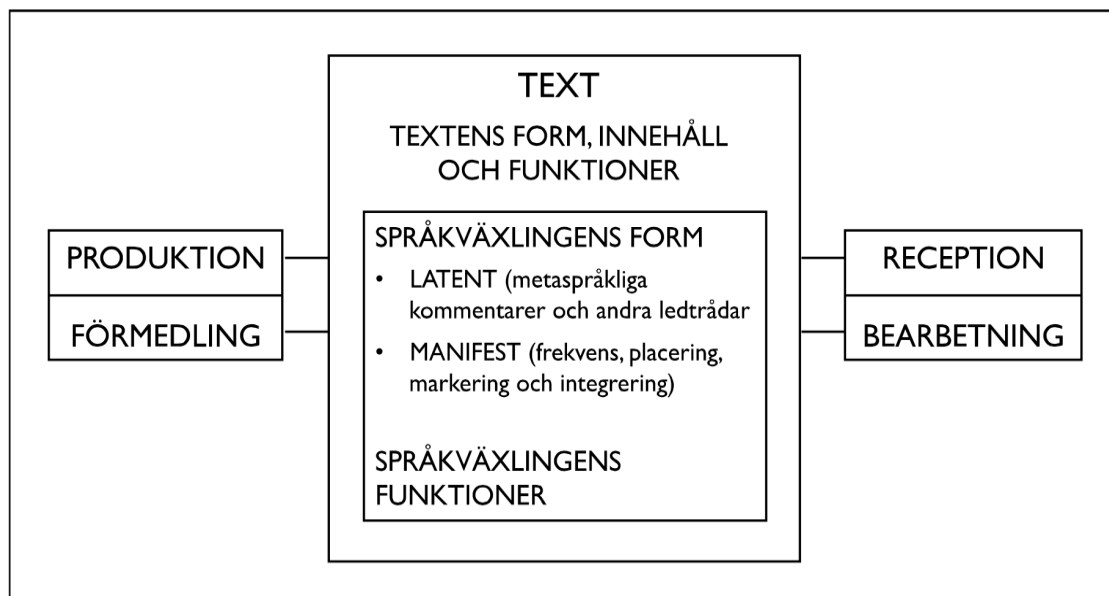 TEXT
TEXTENS FORM, INNEHÅLL
OCH FUNKTIONER
PRODUKTION
FÖRMEDLING
SPRÅKVÄXLINGENS FORM
• LATENT (metaspråkliga
kommentarer och andra ledtrådar
• MANIFEST (frekvens, placering,
markering och integrering)
SPRÅKVÄXLINGENS
FUNKTIONER
RECEPTION
BEARBETNING